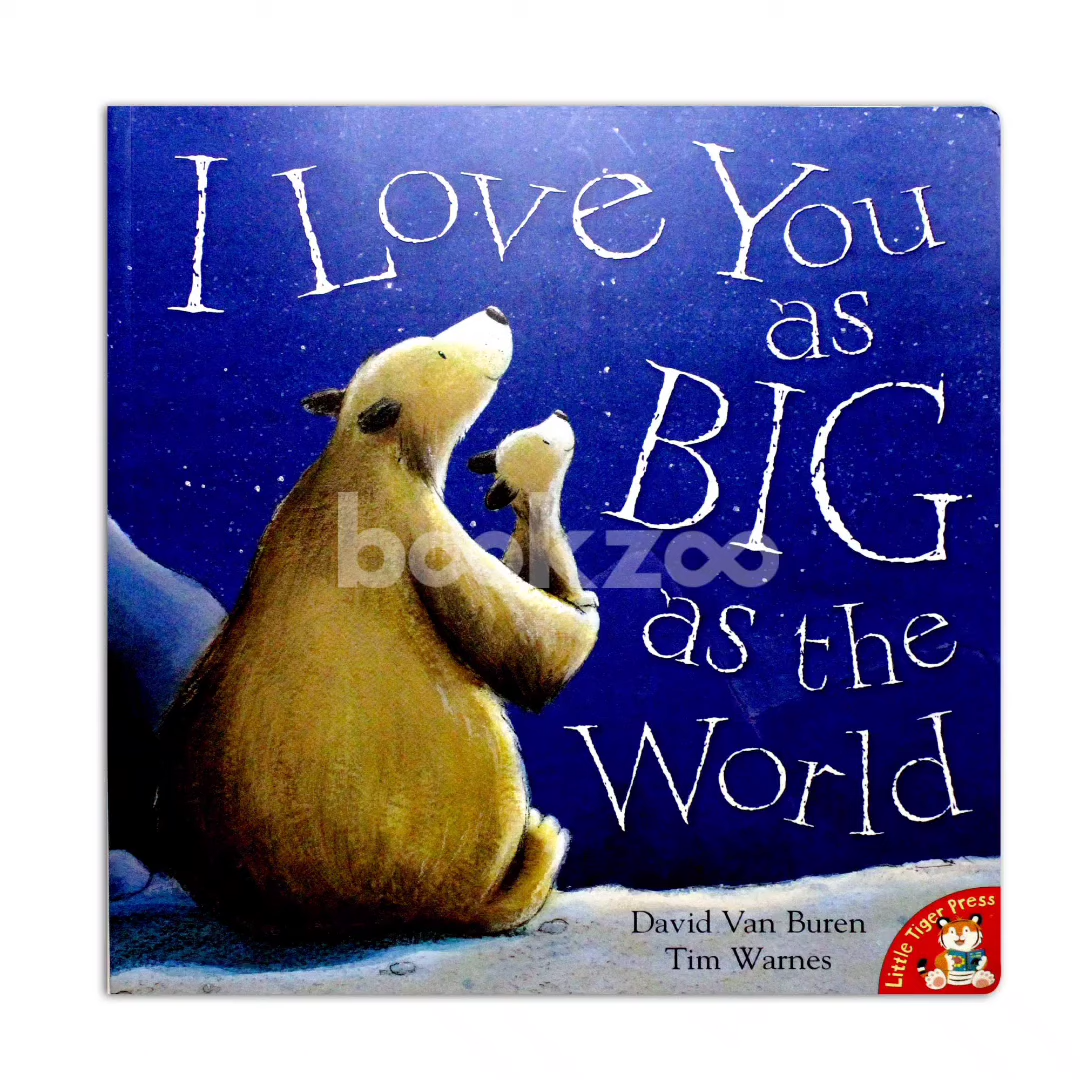 I Love You
as
BIG
as the
World
bookzoo
David Van Buren
Tim Warnes
Little Tiger Press